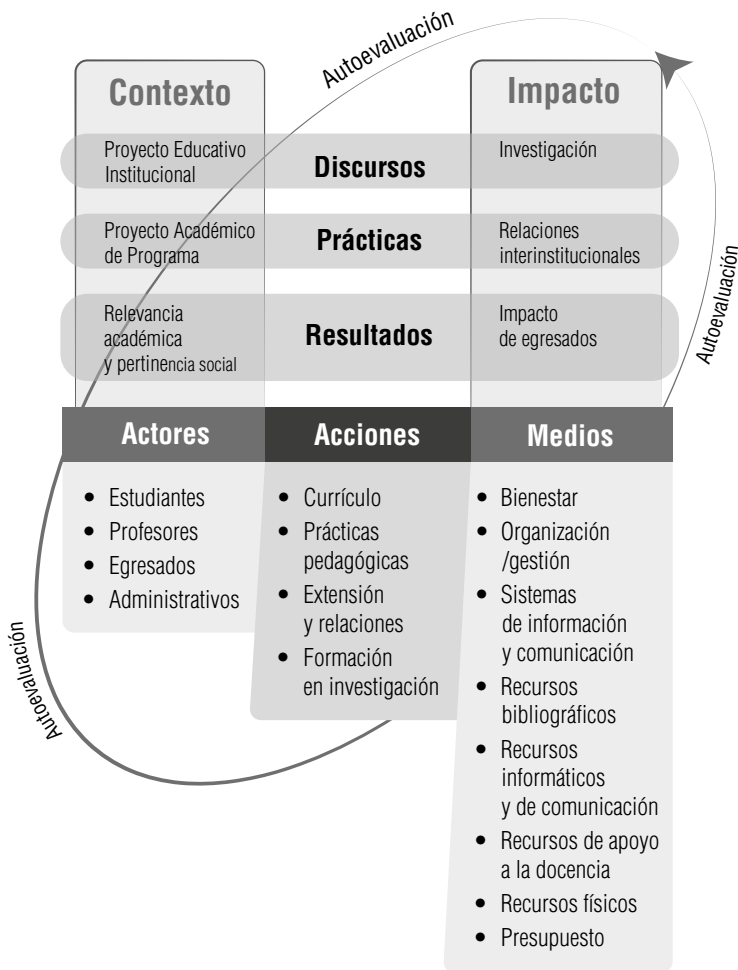 Autoevaluación
Contexto
Impacto
Proyecto Educativo
Institucional
Discursos
Investigación
Proyecto Académico
de Programa
Prácticas
Relaciones
interinstitucionales
Relevancia
académica
y pertinencia social
Resultados
Impacto
de egresados
Autoevaluación
Actores
Acciones
Medios
• Estudiantes
• Profesores
• Egresados
• Administrativos
• Currículo
• Prácticas
pedagógicas
• Extensión
y relaciones
• Formación
en investigación
• Bienestar
• Organización
/gestión
• Sistemas
de información
y comunicación
• Recursos
bibliográficos
• Recursos
informáticos
y de comunicación
• Recursos de apoyo
a la docencia
• Recursos físicos
• Presupuesto
Autoevaluación